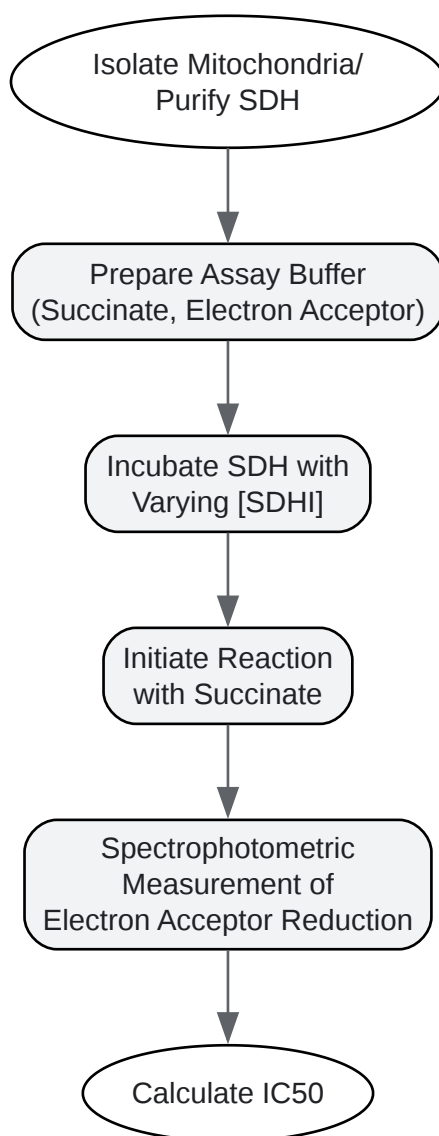 Isolate Mitochondria/
Purify SDH
Prepare Assay Buffer
(Succinate, Electron Acceptor)
Incubate SDH with
Varying [SDHI]
Initiate Reaction
with Succinate
Spectrophotometric
Measurement of
Electron Acceptor Reduction
Calculate IC50